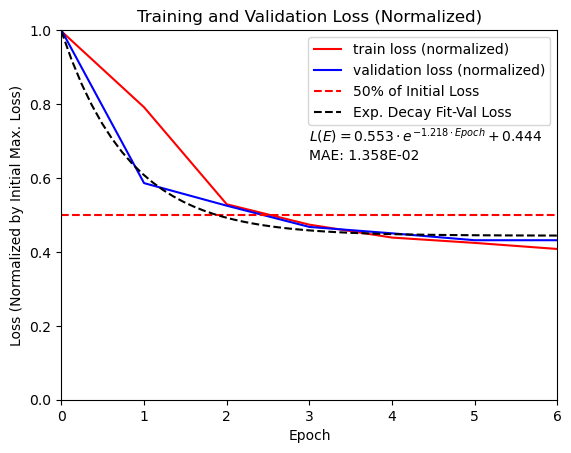 Training and Validation Loss (Normalized)
Loss (Normalized by Initial Max. Loss)
1.0
0.8
0.6
0.4
0.2
0.0
train loss (normalized)
validation loss (normalized)
50% of Initial Loss
Exp. Decay Fit-Val Loss
L(E) = 0.553 · e^{−1.218 · Epoch} + 0.444
MAE: 1.358E-02
0 1 2 3 4 5 6
Epoch